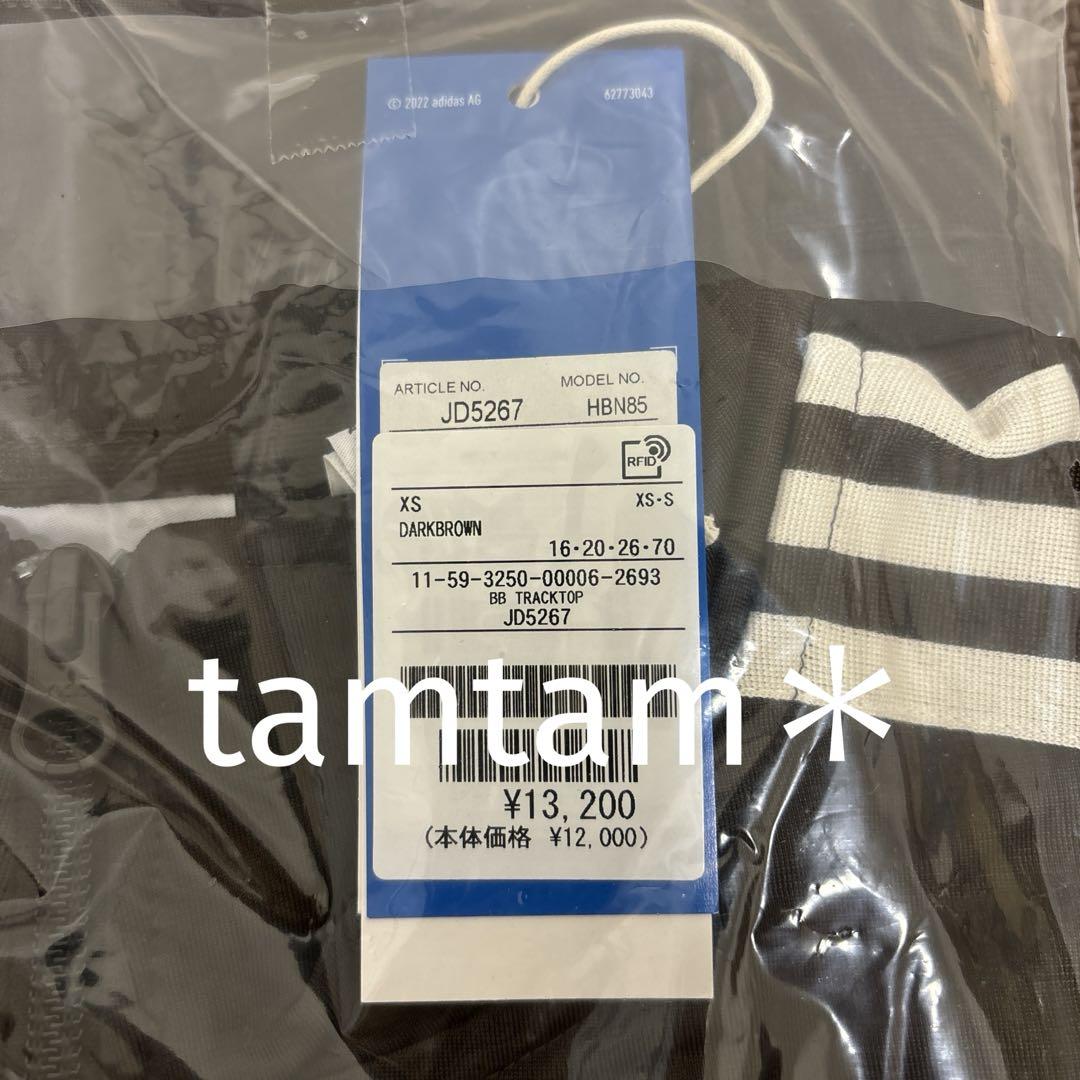 © 2022 adidas AG 62773043
ARTICLE NO. MODEL NO.
JD5267 HBN85
RFID
XS XS-S
DARKBROWN
16・20・26・70
11-59-3250-00006-2693
BB TRACKTOP
JD5267
tamtam＊
¥13,200
(本体価格 ¥12,000)